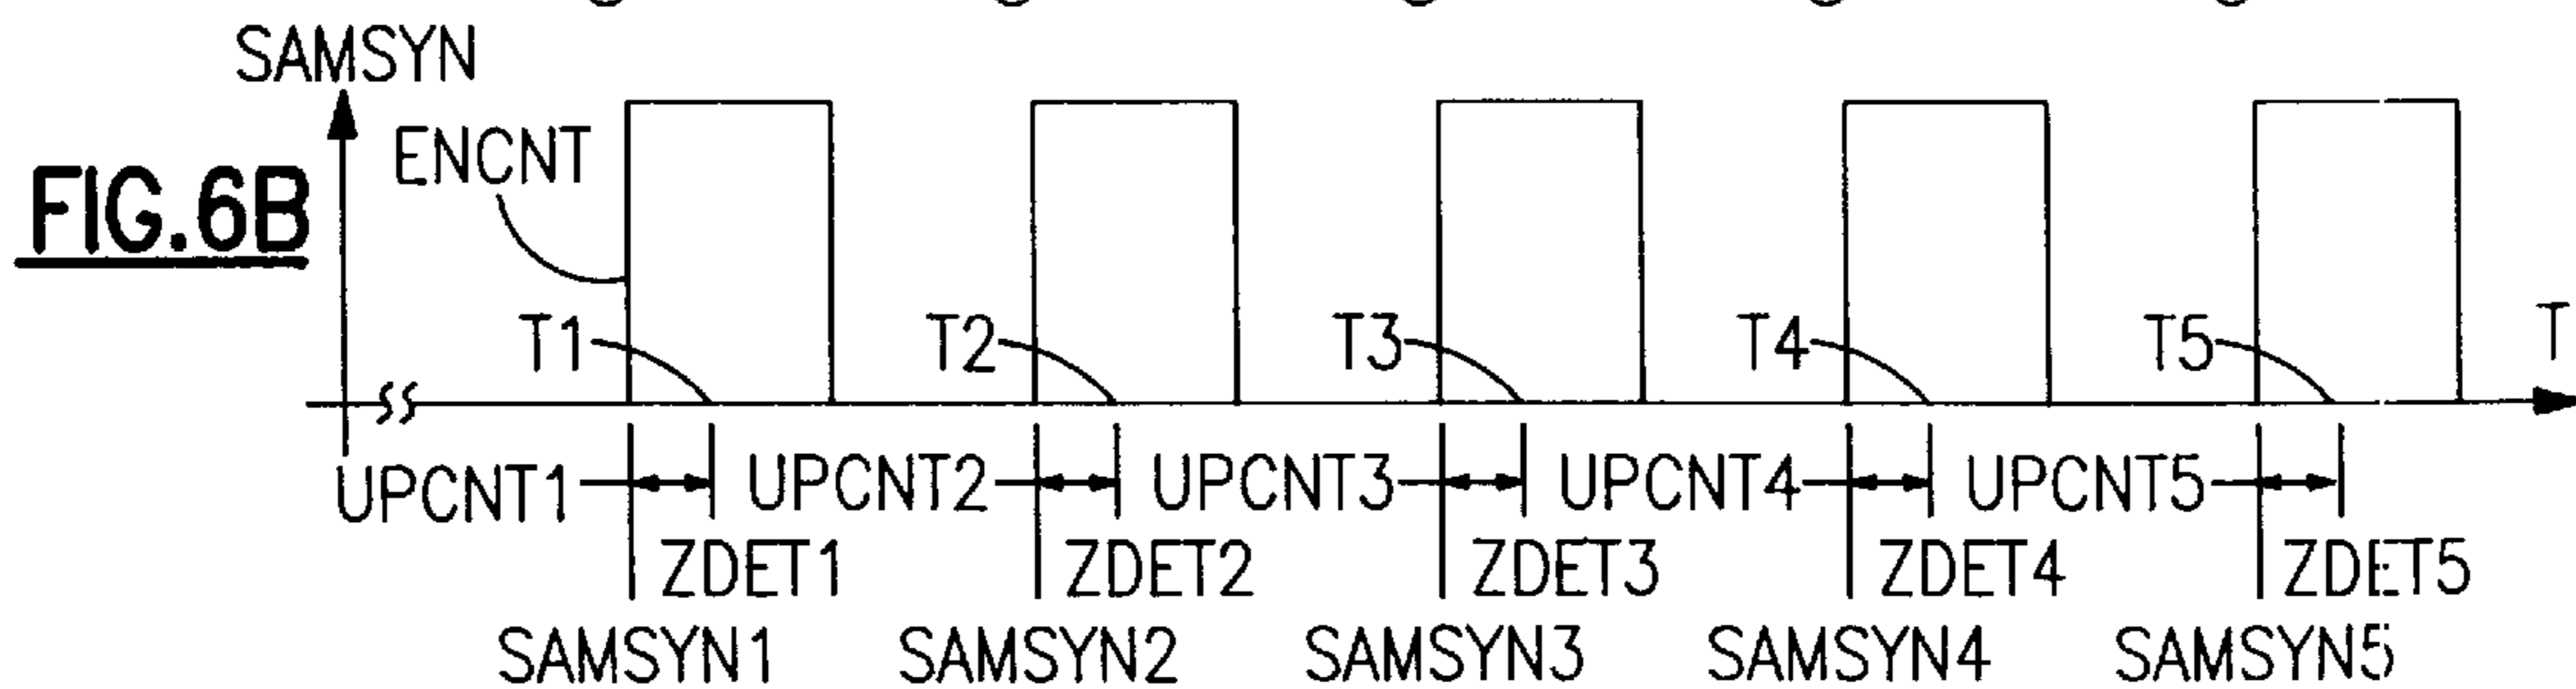 SAMSYN
ENCNT
FIG.6B
T1 T2 T3 T4 T5 T
UPCNT1 UPCNT2 UPCNT3 UPCNT4 UPCNT5
ZDET1 ZDET2 ZDET3 ZDET4 ZDET5
SAMSYN1 SAMSYN2 SAMSYN3 SAMSYN4 SAMSYN5